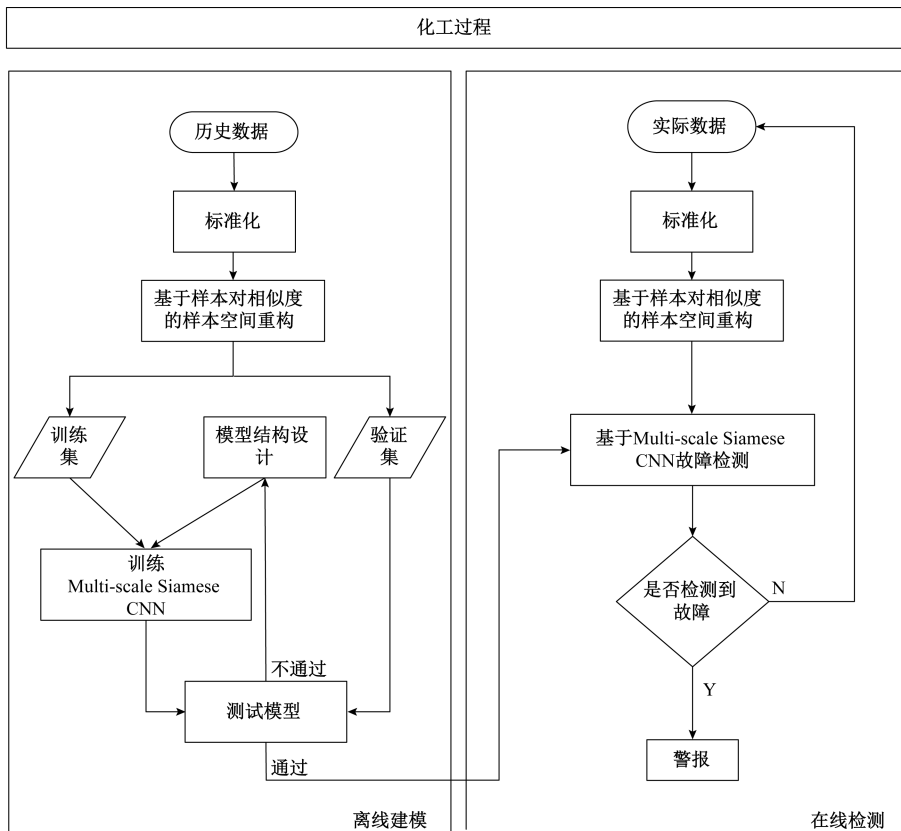 化工过程
历史数据
标准化
基于样本对相似度
的样本空间重构
训练
集
模型结构设
计
验证
集
训练
Multi-scale Siamese
CNN
不通过
测试模型
通过
离线建模
实际数据
标准化
基于样本对相似度
的样本空间重构
基于Multi-scale Siamese
CNN故障检测
是否检测到
故障
N
Y
警报
在线检测